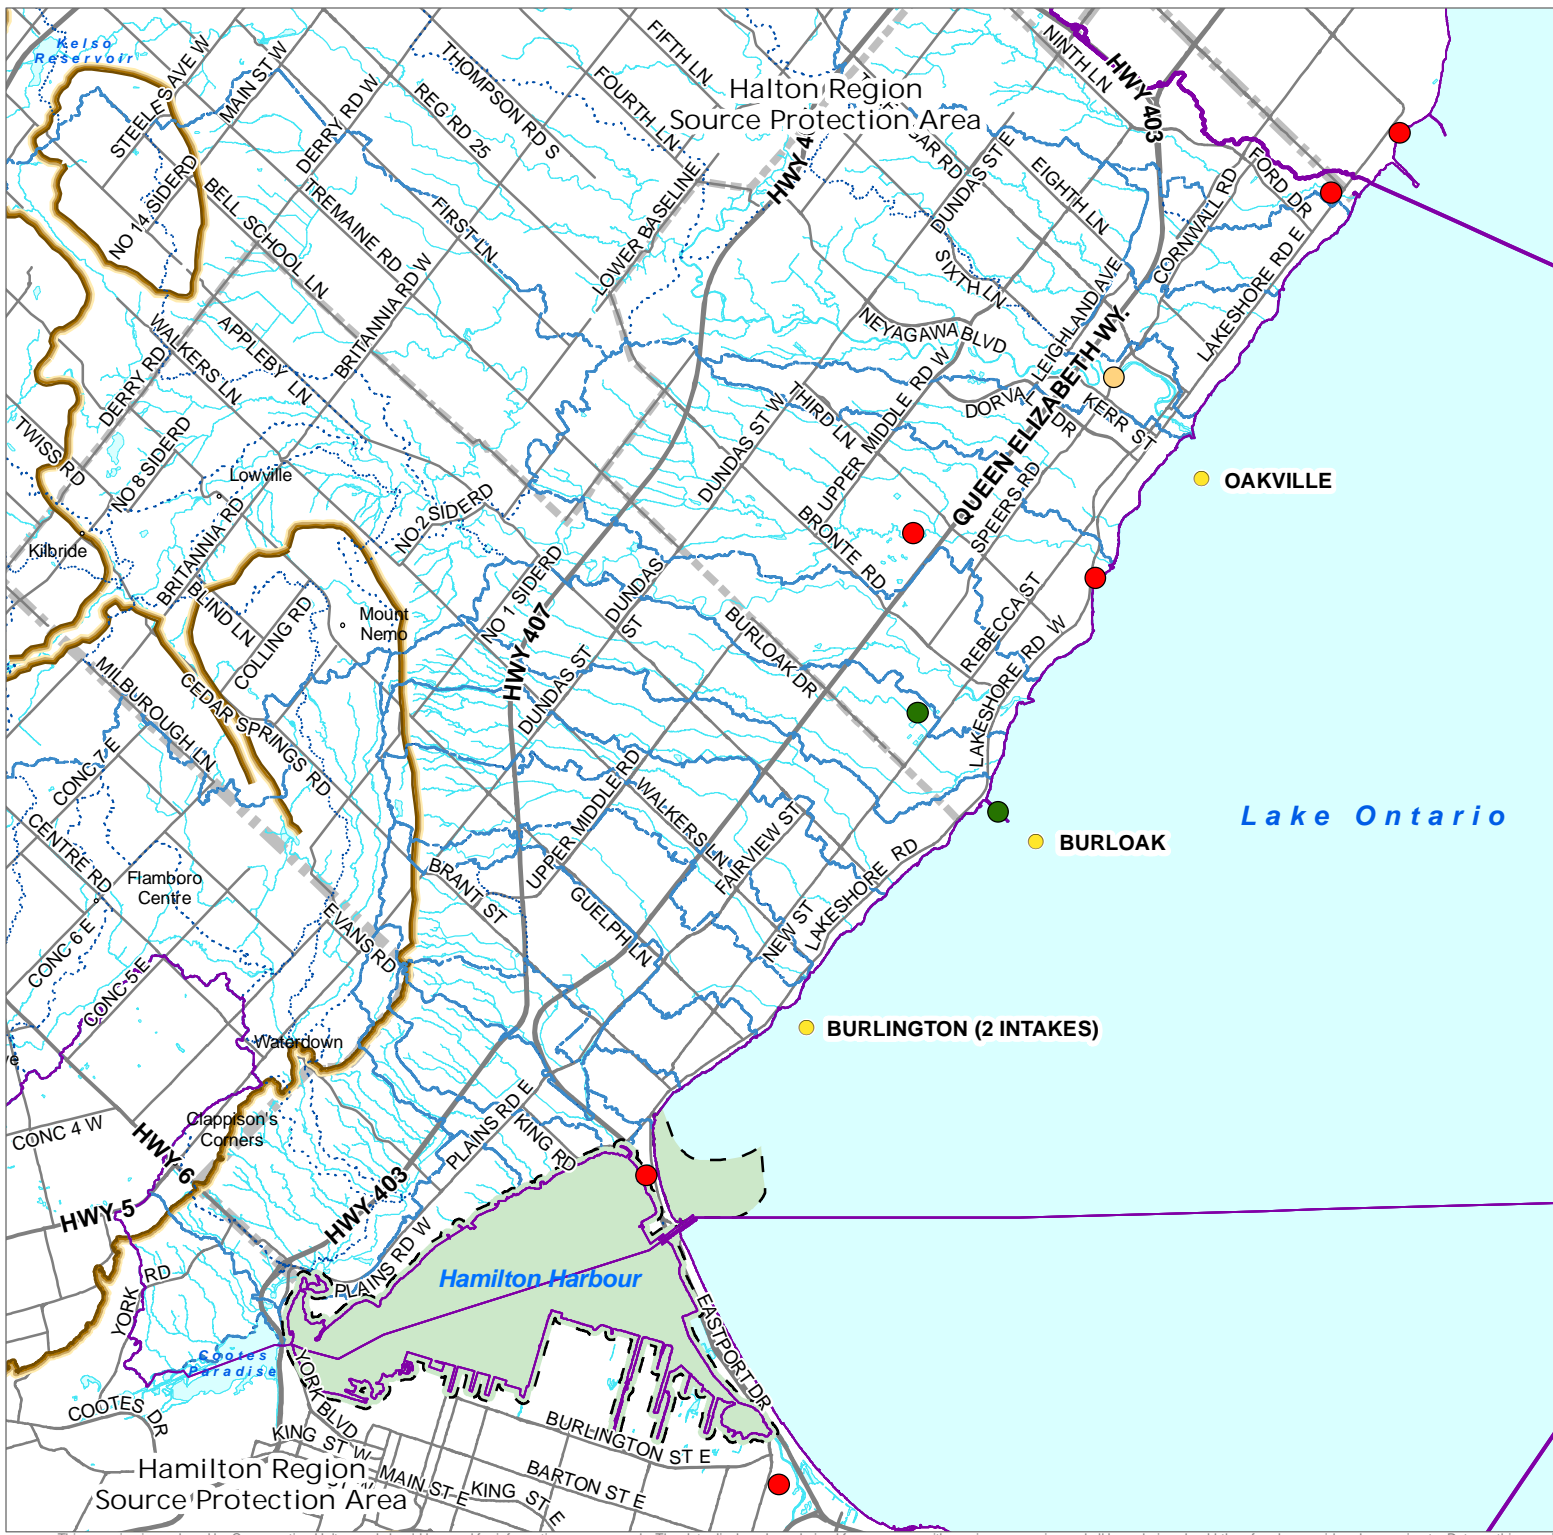 Kelso
Reservoir
STEELES AVE W
MAIN ST W
DERRY RD W
REG RD 25
THOMPSON RD S
FOURTH LN
FIFTH LN
Halton Region
Source Protection Area
NINTH LN
HWY 403
FORD DR
CORNWALL RD
LAKESHORE RD E
EIGHTH LN
DUNDAS ST E
SIXTH LN
NEYAGAWA BLVD
LEIGHLAND AVE
QUEEN ELIZABETH WY.
DORVAL DR
KERR ST
NO 14 SIDERD
BELL SCHOOL LN
TREMAINE RD
FIRST LN
LOWER BASELINE
BRITANNIA RD W
WALKERS LN
APPLEBY LN
DERRY RD
TWISS RD
NO 8 SIDERD
Lowville
Kilbride
BRITANNIA RD
BLIND LN
COLLING RD
Mount
Nemo
NO 2 SIDERD
NO 1 SIDERD
HWY 407
DUNDAS ST
DUNDAS
ST
DUNDAS ST W
THIRD LN
UPPER MIDDLE RD W
BRONTE RD
SPEERS RD
OAKVILLE
REBECCA ST
LAKESHORE RD W
BURLOAK DR
MILBUROUGH LN
CEDAR SPRINGS RD
CONC 7 E
CENTRE RD
Flamboro
Centre
CONC 6 E
CONC 5 E
EVANS RD
BRANT ST
UPPER MIDDLE RD
GUELPH LN
WALKERS LN
FAIRVIEW ST
NEW ST
LAKESHORE RD
Lake Ontario
BURLOAK
BURLINGTON (2 INTAKES)
Waterdown
Clappison's
Corners
CONC 4 W
HWY 6
HWY 5
HWY 403
PLAINS RD E
KING RD
PLAINS RD W
Hamilton Harbour
YORK RD
Cootes
Paradise
COOTES DR
YORK BLVD
EASTPORT DR
BURLINGTON ST E
KING ST W
MAIN ST E
KING ST E
BARTON ST E
Hamilton Region
Source Protection Area